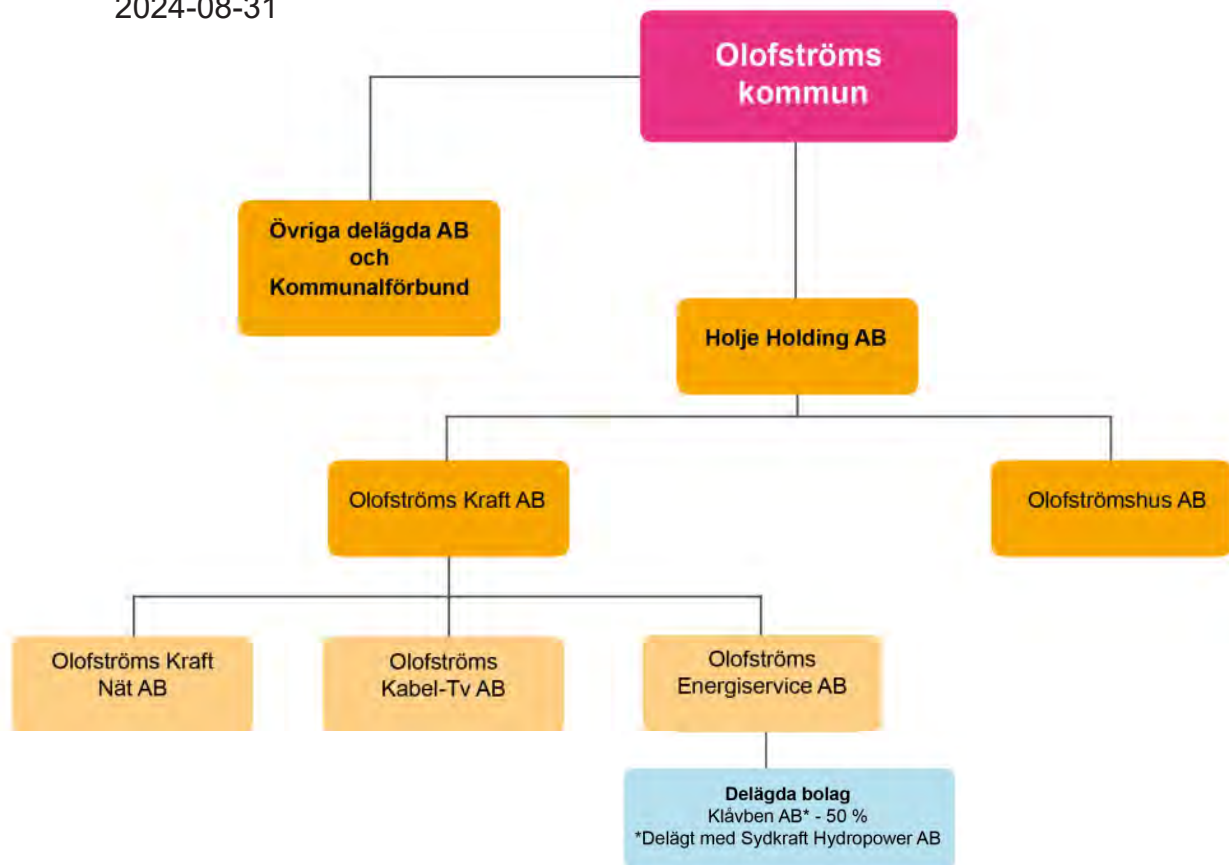 2024-08-31
Olofströms
kommun
Övriga delägda AB
och
Kommunalförbund
Holje Holding AB
Olofströms Kraft AB
Olofströmshus AB
Olofströms Kraft
Nät AB
Olofströms
Kabel-Tv AB
Olofströms
Energiservice AB
Delägda bolag
Klåvben AB* - 50 %
*Delägt med Sydkraft Hydropower AB